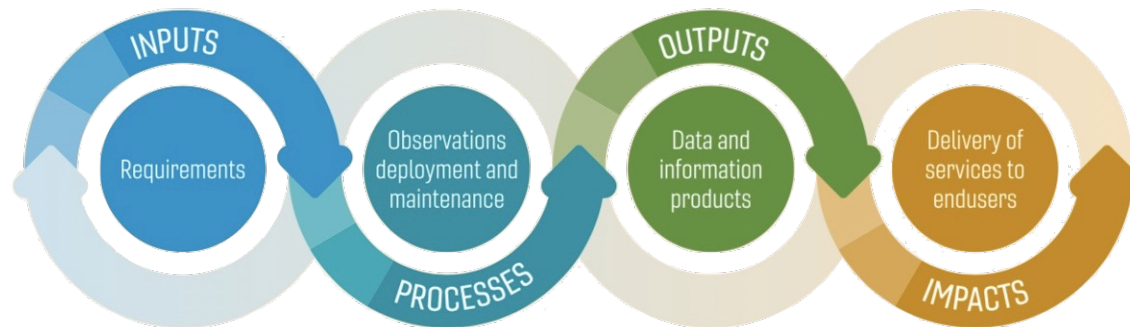 INPUTS
Requirements
Observations
deployment and
maintenance
PROCESSES
OUTPUTS
Data and
information
products
Delivery of
services to
endusers
IMPACTS